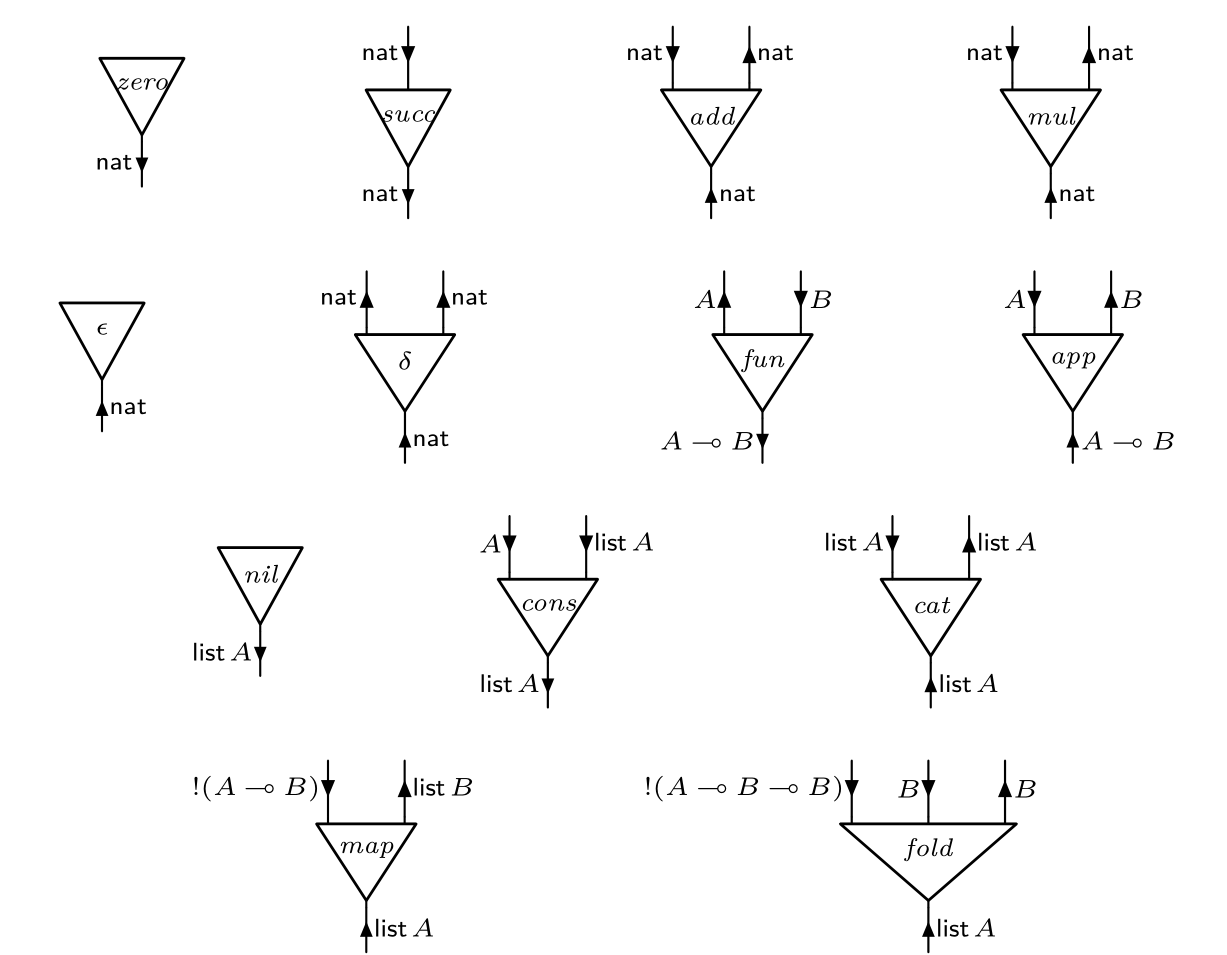 nat nat nat nat nat
zero succ add mul
nat nat nat nat
nat nat A B A B
ϵ δ fun app
nat nat A ⊸ B A ⊸ B
A list A list A list A
nil cons cat
list A list A list A
!(A ⊸ B) list B !(A ⊸ B ⊸ B) B B
map fold
list A list A